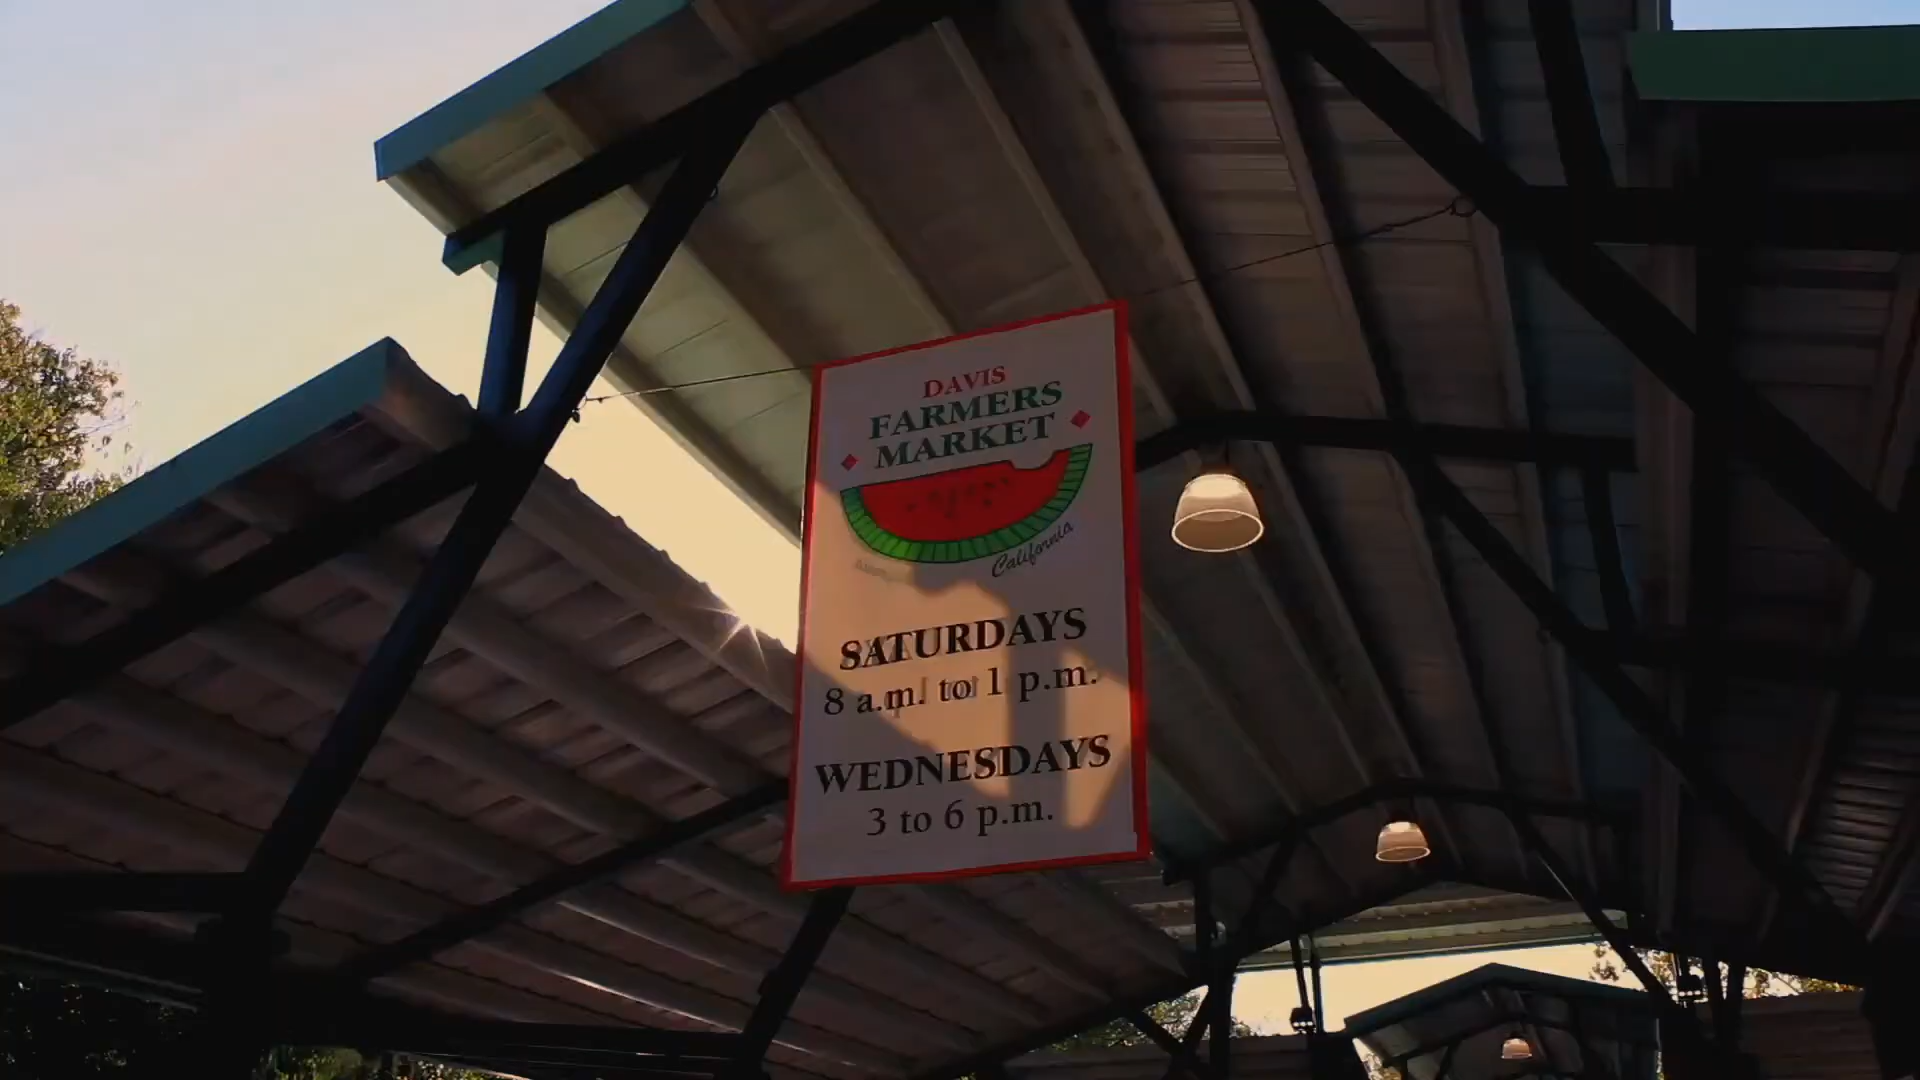 DAVIS
FARMERS
MARKET
California
SATURDAYS
8 a.m. to 1 p.m.
WEDNESDAYS
3 to 6 p.m.